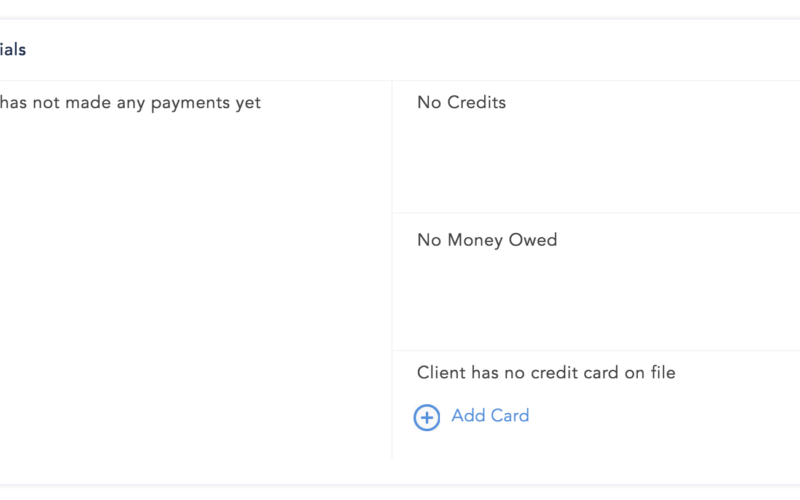 ials
has not made any payments yet
No Credits
No Money Owed
Client has no credit card on file
Add Card